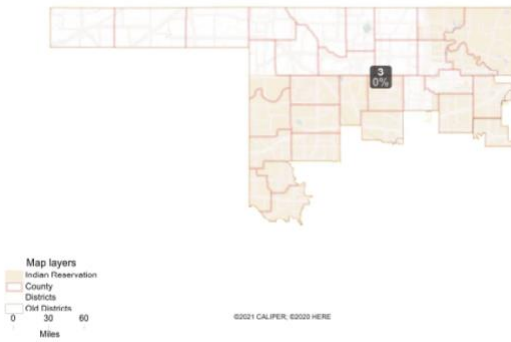 3
0%
Map layers
Indian Reservation
County
Districts
Old Districts
0 30 60
Miles
©2021 CALIPER; ©2020 HERE